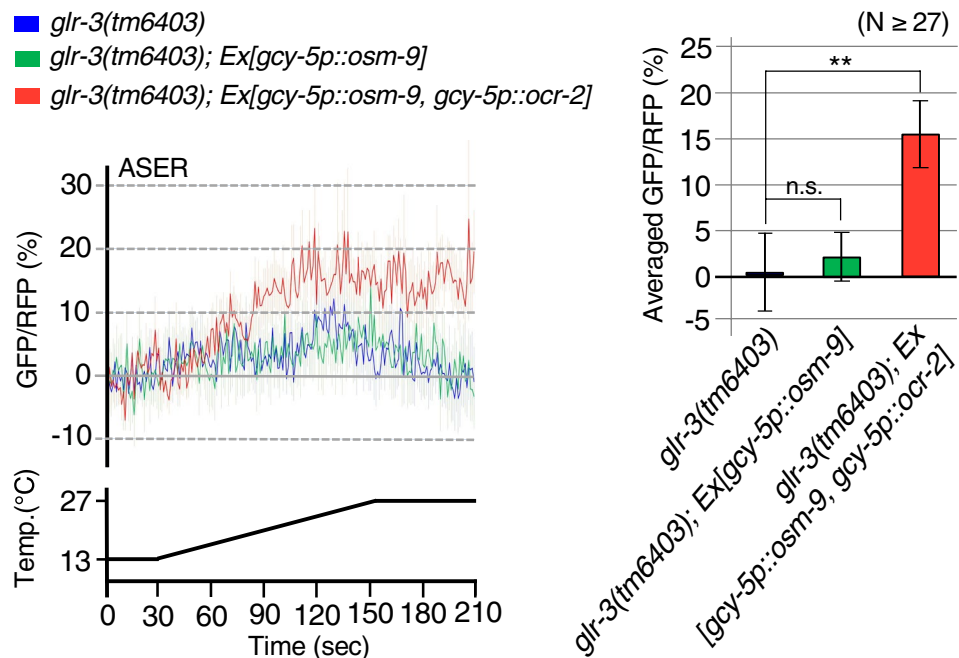 glr-3(tm6403)
glr-3(tm6403); Ex[gcy-5p::osm-9]
glr-3(tm6403); Ex[gcy-5p::osm-9, gcy-5p::ocr-2]
ASER
GFP/RFP (%)
30
20
10
0
-10
Temp.(°C)
27
13
0 30 60 90 120 150 180 210
Time (sec)
(N ≥ 27)
Averaged GFP/RFP (%)
25
20
15
10
5
0
-5
**
n.s.
glr-3(tm6403)
glr-3(tm6403); Ex[gcy-5p::osm-9]
glr-3(tm6403); Ex
[gcy-5p::osm-9, gcy-5p::ocr-2]